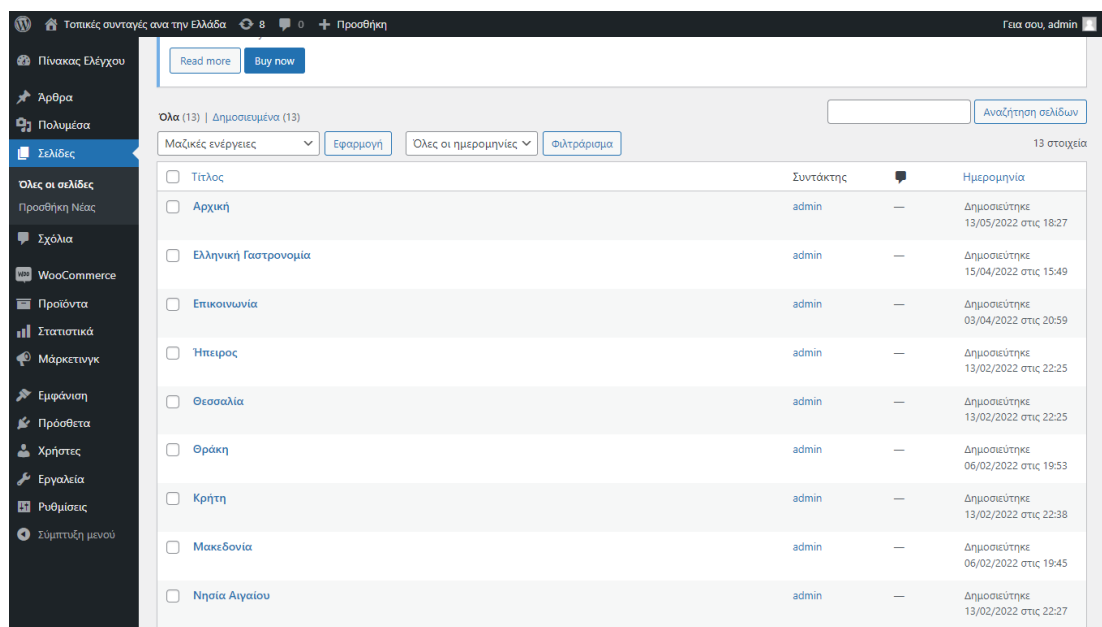 Τοπικές συνταγές ανα την Ελλάδα 8 0 Προσθήκη Γεια σου, admin
Πίνακας Ελέγχου
Άρθρα
Πολυμέσα
Σελίδες
Όλες οι σελίδες
Προσθήκη Νέας
Σχόλια
WooCommerce
Προϊόντα
Στατιστικά
Μάρκετινγκ
Εμφάνιση
Πρόσθετα
Χρήστες
Εργαλεία
Ρυθμίσεις
Σύμπτυξη μενού
Read more Buy now
Όλα (13) | Δημοσιευμένα (13)
Αναζήτηση σελίδων
Μαζικές ενέργειες Εφαρμογή Όλες οι ημερομηνίες Φιλτράρισμα 13 στοιχεία
Τίτλος Συντάκτης Ημερομηνία
Αρχική admin — Δημοσιεύτηκε
13/05/2022 στις 18:27
Ελληνική Γαστρονομία admin — Δημοσιεύτηκε
15/04/2022 στις 15:49
Επικοινωνία admin — Δημοσιεύτηκε
03/04/2022 στις 20:59
Ήπειρος admin — Δημοσιεύτηκε
13/02/2022 στις 22:25
Θεσσαλία admin — Δημοσιεύτηκε
13/02/2022 στις 22:25
Θράκη admin — Δημοσιεύτηκε
06/02/2022 στις 19:53
Κρήτη admin — Δημοσιεύτηκε
13/02/2022 στις 22:38
Μακεδονία admin — Δημοσιεύτηκε
06/02/2022 στις 19:45
Νησία Αιγαίου admin — Δημοσιεύτηκε
13/02/2022 στις 22:27